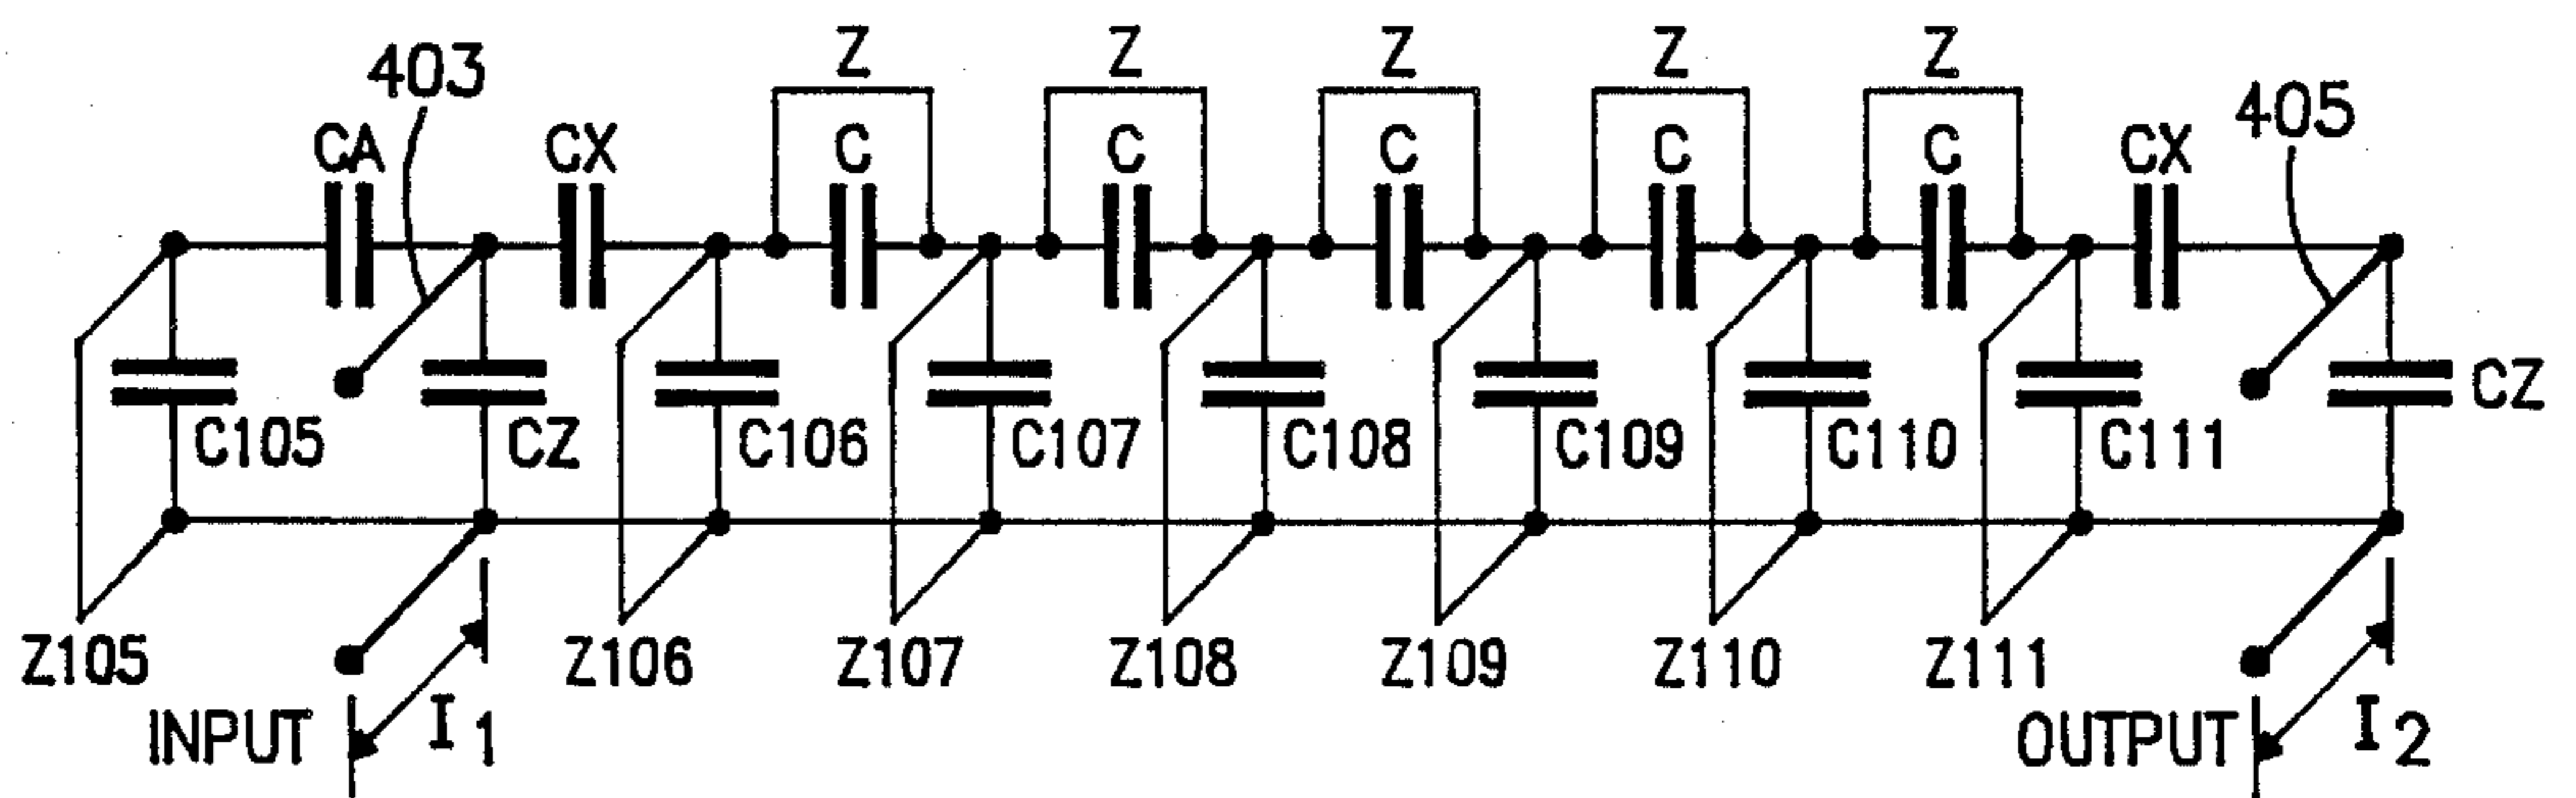 Z Z Z Z Z
403 405
CA CX C C C C C CX
C105 CZ C106 C107 C108 C109 C110 C111 CZ
Z105 Z106 Z107 Z108 Z109 Z110 Z111
INPUT I1 OUTPUT I2